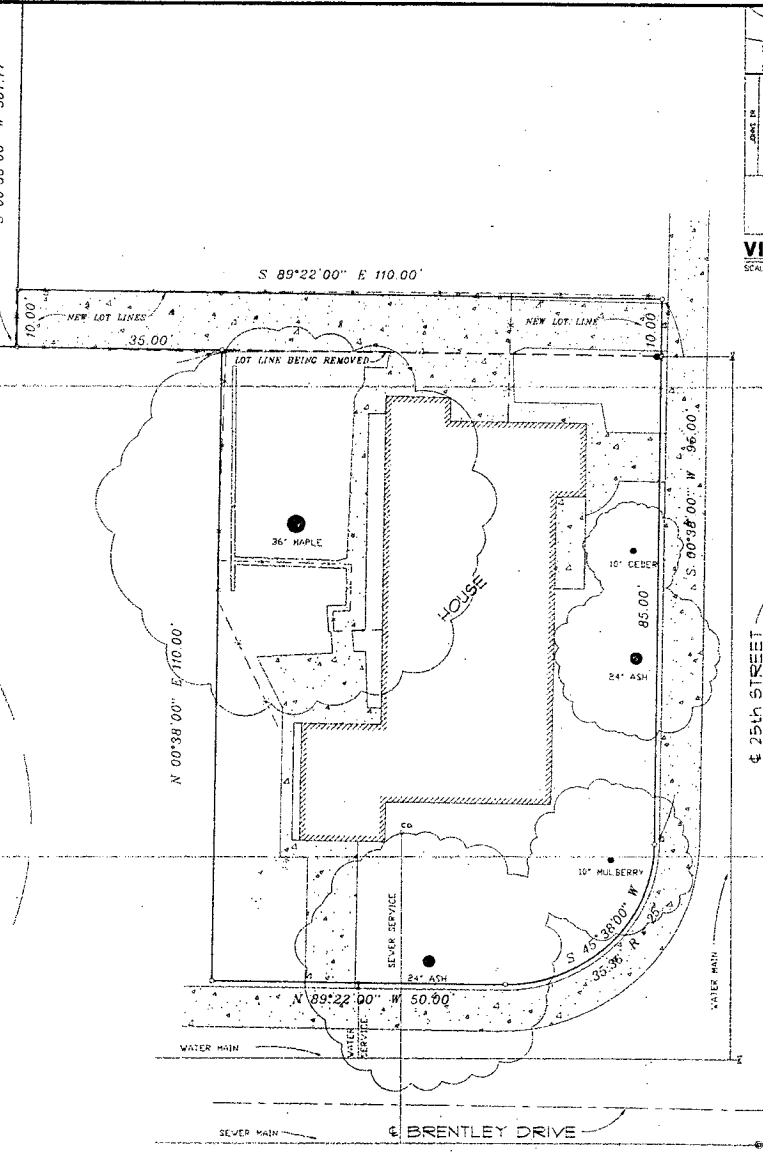 VI
SCAL
S 89°22'00" E 110.00'
10.00'
NEW LOT LINES
35.00
NEW LOT LINE
10.00'
LOT LINE BEING REMOVED
S 00°38'00" W 96.00'
36" MAPLE
10" CEDER
HOUSE
85.00'
24" ASH
N 00°38'00" E 110.00'
℄ 25th STREET
CO
10" MULBERRY
SEWER SERVICE
S 45°38'00" W
35.36' R = 25'
24" ASH
WATER MAIN
N 89°22'00" W 50.00'
WATER SERVICE
WATER MAIN
℄ BRENTLEY DRIVE
SEWER MAIN